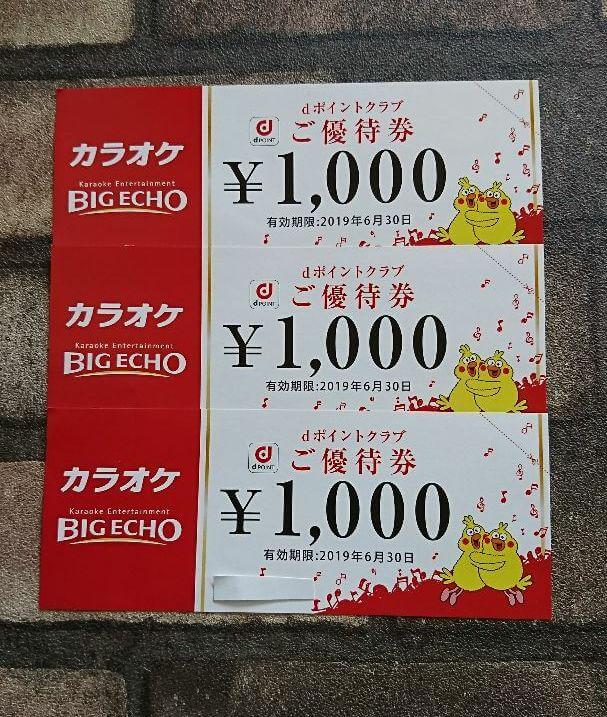 カラオケ
Karaoke Entertainment
BIG ECHO
dポイントクラブ
d POINT
ご優待券
¥1,000
有効期限:2019年6月30日
カラオケ
Karaoke Entertainment
BIG ECHO
dポイントクラブ
d POINT
ご優待券
¥1,000
有効期限:2019年6月30日
カラオケ
Karaoke Entertainment
BIG ECHO
dポイントクラブ
d POINT
ご優待券
¥1,000
有効期限:2019年6月30日